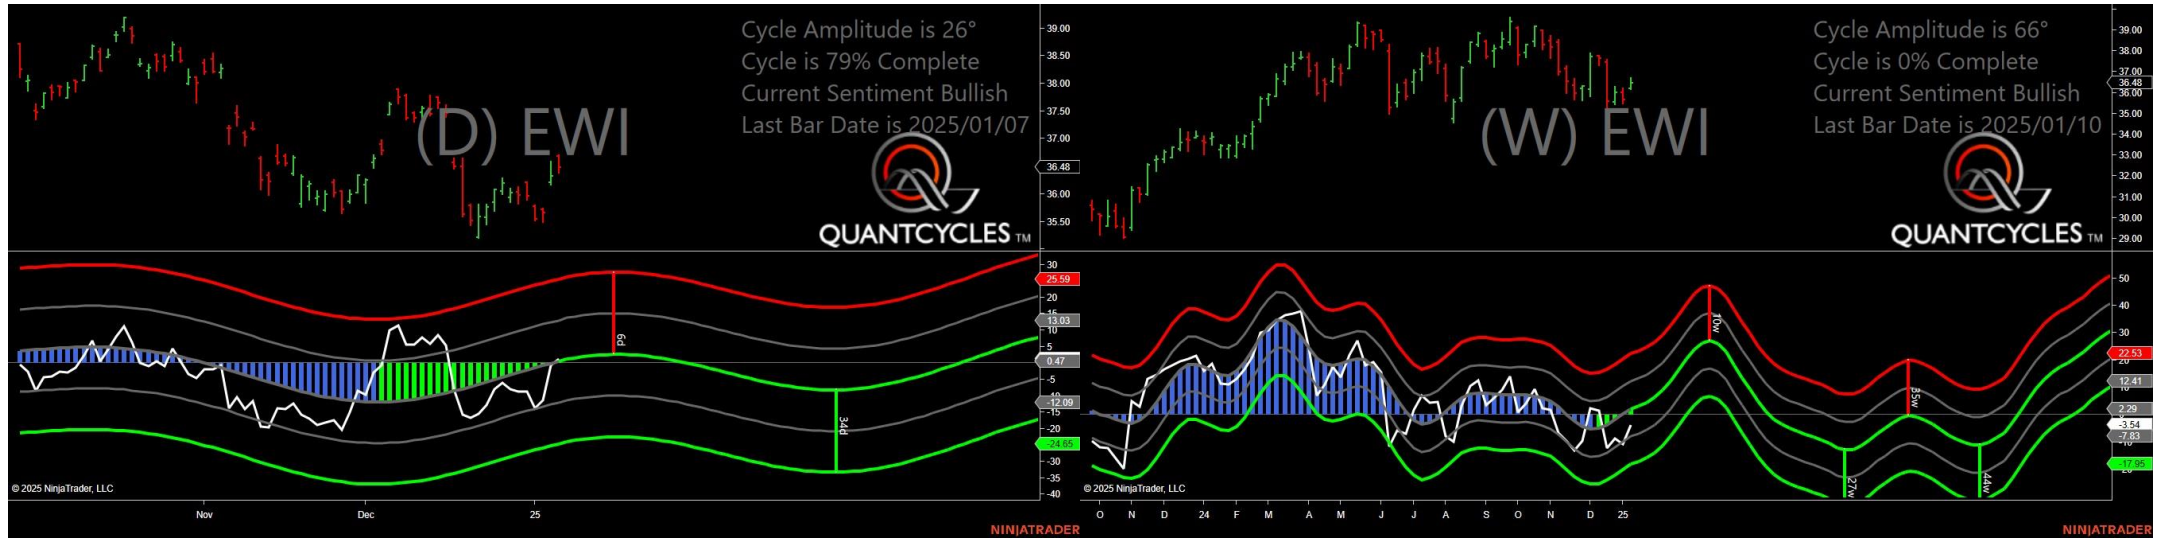 Cycle Amplitude is 26°
Cycle is 79% Complete
Current Sentiment Bullish
Last Bar Date is 2025/01/07
(D) EWI
QUANTCYCLES TM
39.00
38.50
38.00
37.50
37.00
36.48
36.00
35.50
30
25.59
20
15
13.03
10
5
0.47
-5
-12.09
-15
-20
-24.65
-30
-35
-40
6d
34d
© 2025 NinjaTrader, LLC
Nov
Dec
25
NINJATRADER
Cycle Amplitude is 66°
Cycle is 0% Complete
Current Sentiment Bullish
Last Bar Date is 2025/01/10
(W) EWI
QUANTCYCLES TM
39.00
38.00
37.00
36.48
36.00
35.00
34.00
33.00
32.00
31.00
30.00
29.00
50
40
30
22.53
12.41
2.29
-3.54
-7.83
-17.95
10w
27w
35w
44w
© 2025 NinjaTrader, LLC
O N D 24 F M A M J J A S O N D 25
NINJATRADER